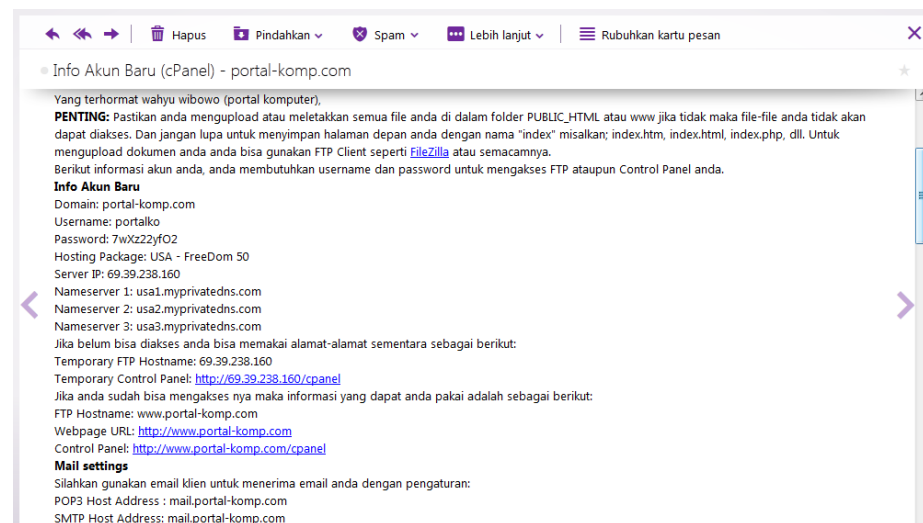 Hapus Pindahkan Spam Lebih lanjut Rubuhkan kartu pesan
Info Akun Baru (cPanel) - portal-komp.com
Yang terhormat wahyu wibowo (portal komputer),
PENTING: Pastikan anda mengupload atau meletakkan semua file anda di dalam folder PUBLIC_HTML atau www jika tidak maka file-file anda tidak akan
dapat diakses. Dan jangan lupa untuk menyimpan halaman depan anda dengan nama "index" misalkan; index.htm, index.html, index.php, dll. Untuk
mengupload dokumen anda anda bisa gunakan FTP Client seperti FileZilla atau semacamnya.
Berikut informasi akun anda, anda membutuhkan username dan password untuk mengakses FTP ataupun Control Panel anda.
Info Akun Baru
Domain: portal-komp.com
Username: portalko
Password: 7wXz22yfO2
Hosting Package: USA - FreeDom 50
Server IP: 69.39.238.160
Nameserver 1: usa1.myprivatedns.com
Nameserver 2: usa2.myprivatedns.com
Nameserver 3: usa3.myprivatedns.com
Jika belum bisa diakses anda bisa memakai alamat-alamat sementara sebagai berikut:
Temporary FTP Hostname: 69.39.238.160
Temporary Control Panel: http://69.39.238.160/cpanel
Jika anda sudah bisa mengakses nya maka informasi yang dapat anda pakai adalah sebagai berikut:
FTP Hostname: www.portal-komp.com
Webpage URL: http://www.portal-komp.com
Control Panel: http://www.portal-komp.com/cpanel
Mail settings
Silahkan gunakan email klien untuk menerima email anda dengan pengaturan:
POP3 Host Address : mail.portal-komp.com
SMTP Host Address: mail.portal-komp.com